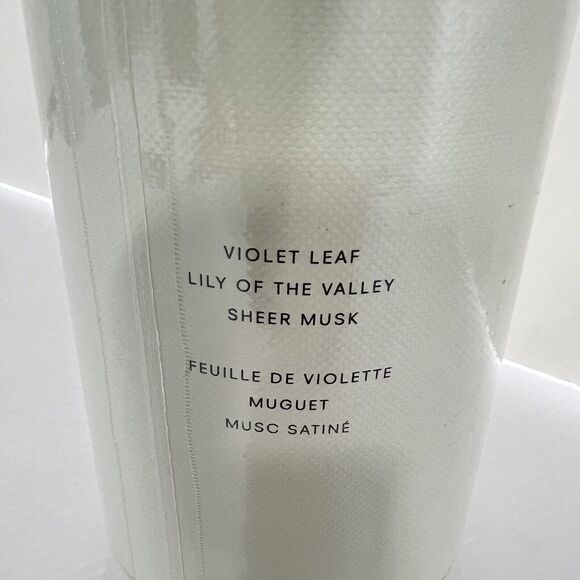 VIOLET LEAF
LILY OF THE VALLEY
SHEER MUSK
FEUILLE DE VIOLETTE
MUGUET
MUSC SATINÉ